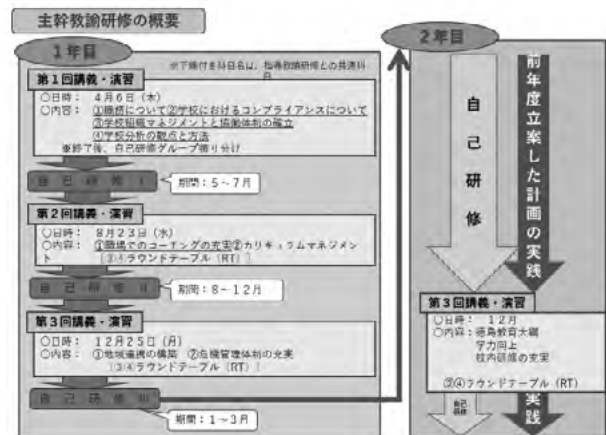 主幹教諭研修の概要
1年目
※下線付き科目名は、指導教諭研修との共通科目
第1回講義・演習
○日時: 4月6日(木)
○内容: ①職務について②学校におけるコンプライアンスについて
③学校組織マネジメントと協働体制の確立
④学校分析の観点と方法
※終了後、自己研修グループ振り分け
自己研修Ⅰ
期間:5~7月
第2回講義・演習
○日時: 8月23日(水)
○内容: ①職場でのコーチングの充実②カリキュラムマネジメント
[③④ラウンドテーブル(RT)]
自己研修Ⅱ
期間:8~12月
第3回講義・演習
○日時: 12月25日(月)
○内容: ①地域連携の構築 ②危機管理体制の充実
[③④ラウンドテーブル(RT)]
自己研修Ⅲ
期間:1~3月
2年目
自己研修
前年度立案した計画の実践
第3回講義・演習
○日時: 12月
○内容:徳島教育大綱
学力向上
校内研修の充実
③④ラウンドテーブル(RT)
自己研修
実践